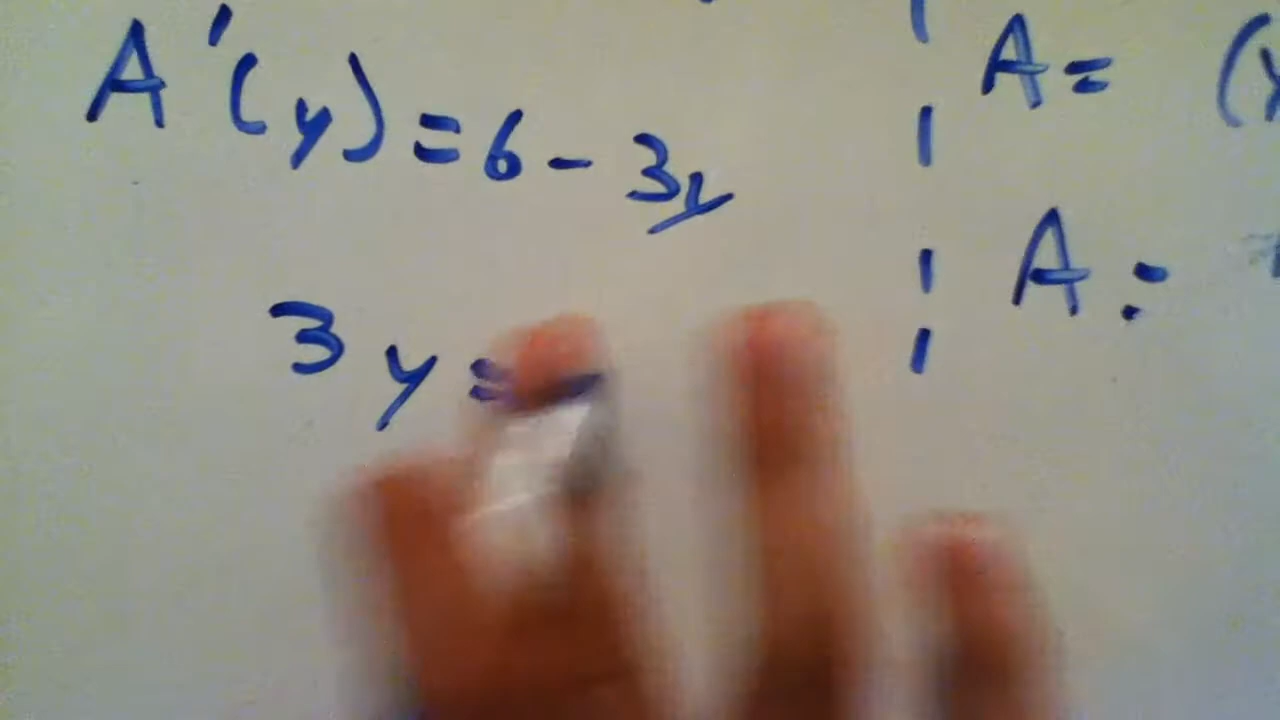 A'(y) = 6 - 3y
3y =
A = (
A =